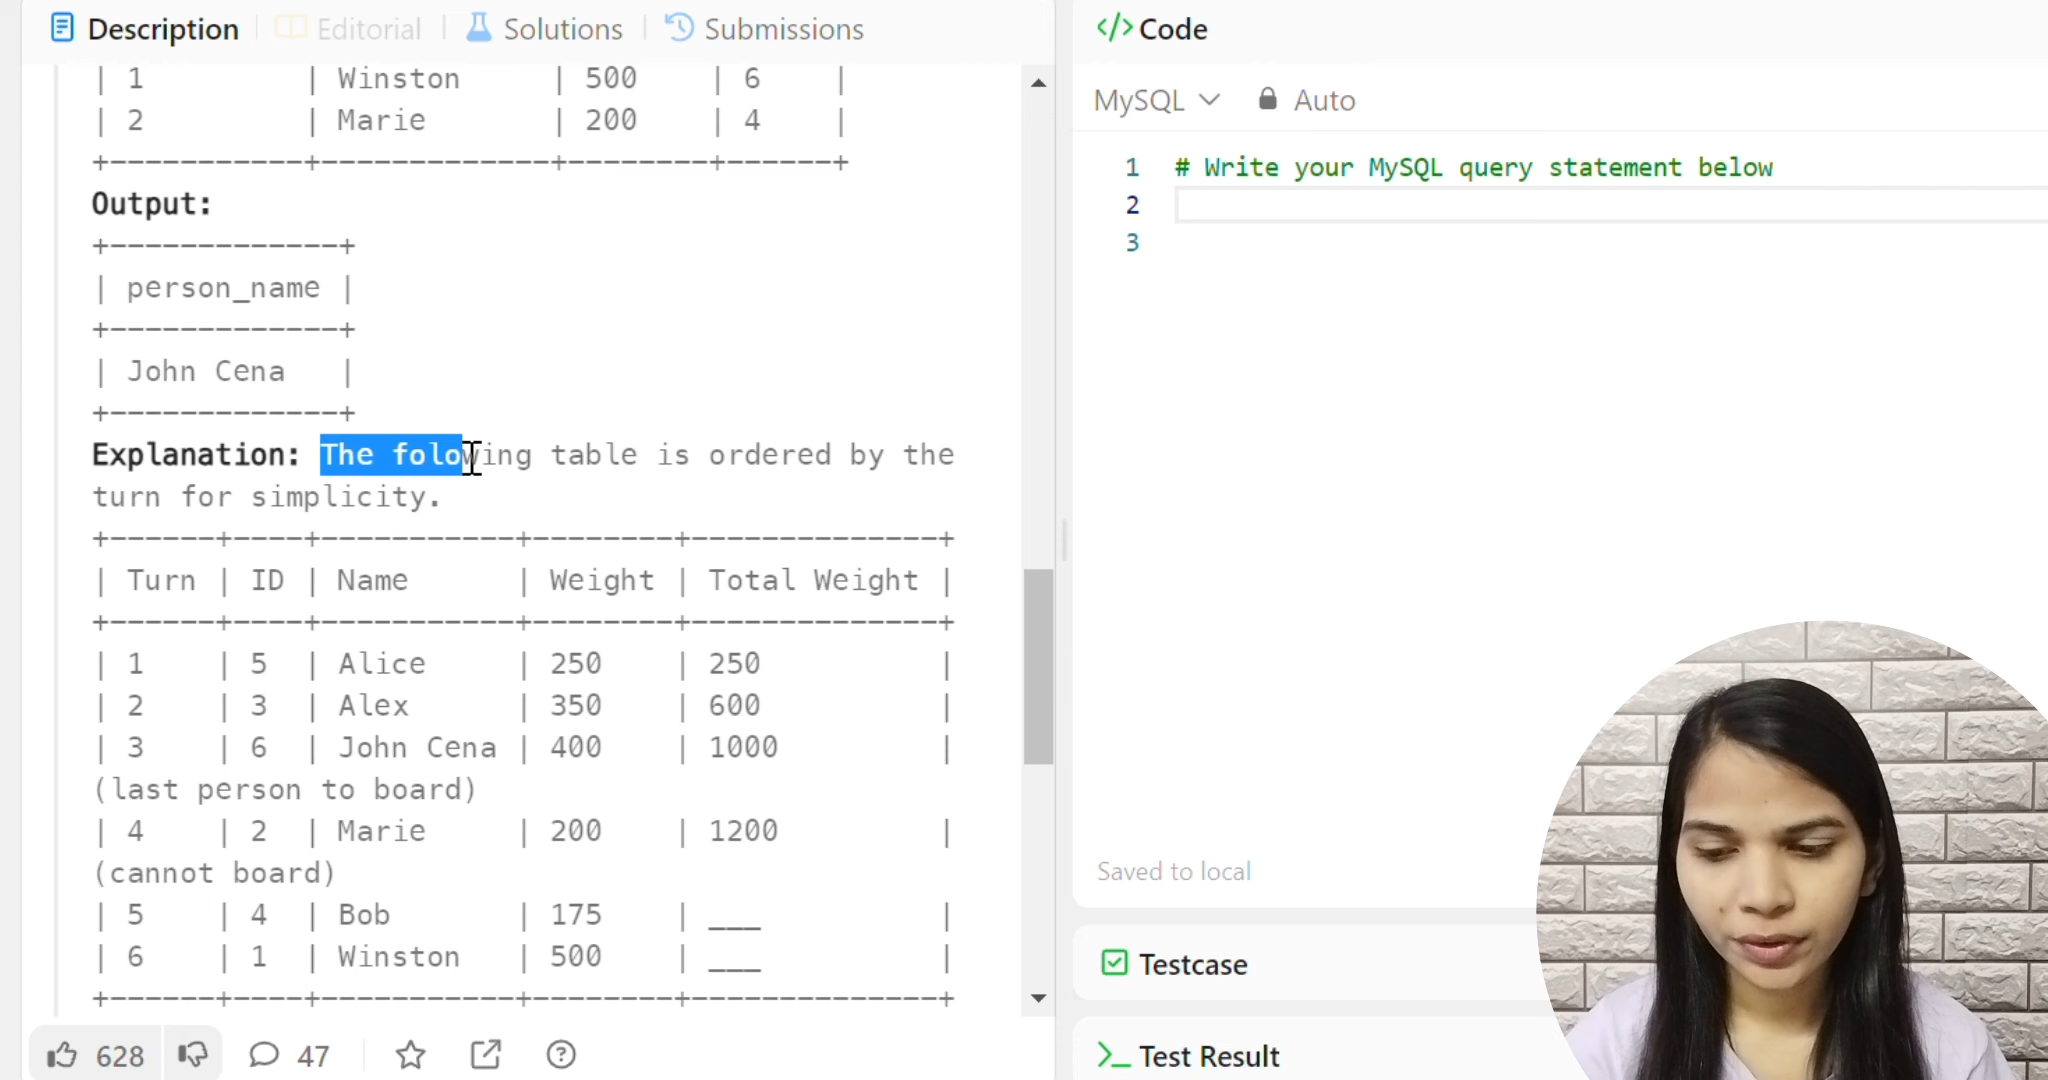 Description | Editorial | Solutions | Submissions
| 1 | Winston | 500 | 6 |
| 2 | Marie | 200 | 4 |
+-------------+-------------+--------+------+
Output:
+-------------+
| person_name |
+-------------+
| John Cena |
+-------------+
Explanation: The folowing table is ordered by the
turn for simplicity.
+------+----+-----------+--------+--------------+
| Turn | ID | Name | Weight | Total Weight |
+------+----+-----------+--------+--------------+
| 1 | 5 | Alice | 250 | 250 |
| 2 | 3 | Alex | 350 | 600 |
| 3 | 6 | John Cena | 400 | 1000 |
(last person to board)
| 4 | 2 | Marie | 200 | 1200 |
(cannot board)
| 5 | 4 | Bob | 175 | ___ |
| 6 | 1 | Winston | 500 | ___ |
+------+----+-----------+--------+--------------+
628 47
</> Code
MySQL Auto
1 # Write your MySQL query statement below
2
3
Saved to local
Testcase
>_ Test Result